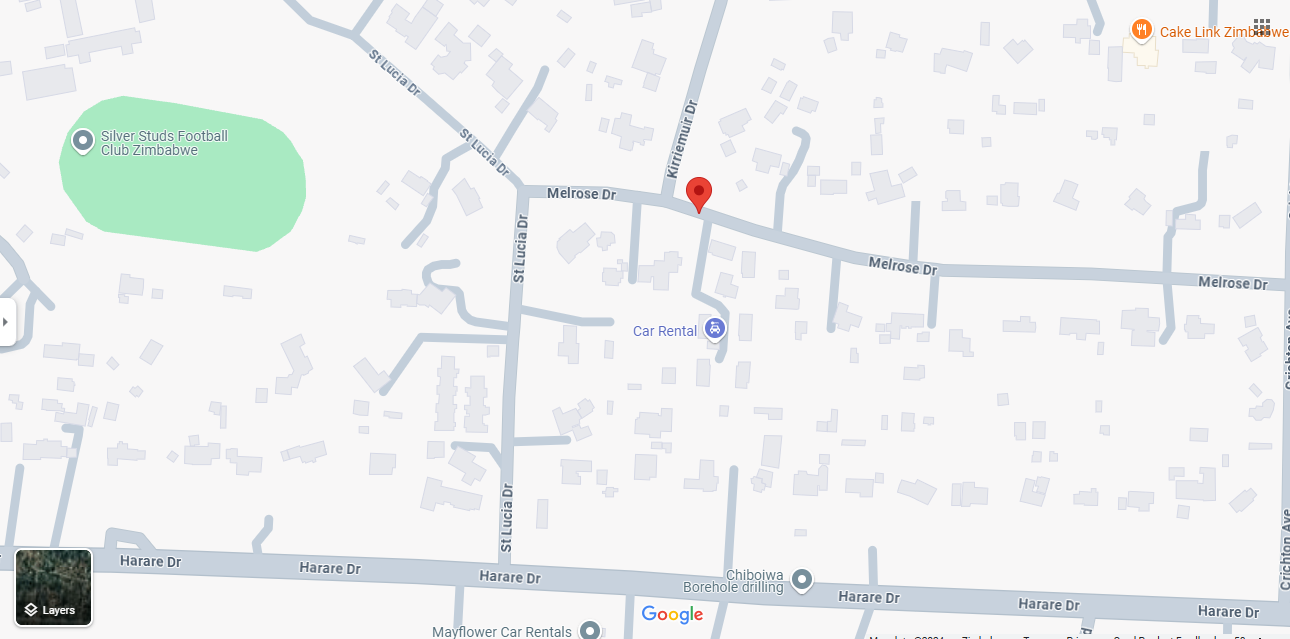 Cake Link Zimbabwe
St Lucia Dr
Silver Studs Football
Club Zimbabwe
St Lucia Dr
Kirriemuir Dr
Melrose Dr
St Lucia Dr
Melrose Dr
Melrose Dr
Car Rental
Crichton Ave
St Lucia Dr
Crichton Ave
Harare Dr
Harare Dr
Harare Dr
Chiboiwa
Borehole drilling
Harare Dr
Harare Dr
Harare Dr
Layers
Google
Mayflower Car Rentals